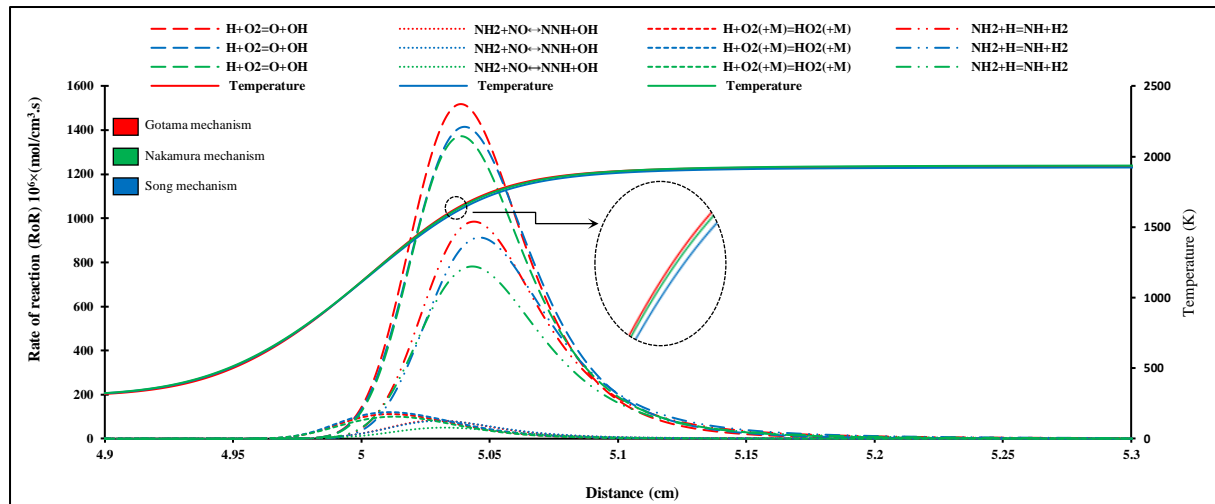 H+O2=O+OH NH2+NO↔NNH+OH H+O2(+M)=HO2(+M) NH2+H=NH+H2
H+O2=O+OH NH2+NO↔NNH+OH H+O2(+M)=HO2(+M) NH2+H=NH+H2
H+O2=O+OH NH2+NO↔NNH+OH H+O2(+M)=HO2(+M) NH2+H=NH+H2
Temperature Temperature Temperature
Rate of reaction (RoR) 10⁶×(mol/cm³.s)
1600
1400
1200
1000
800
600
400
200
0
Gotama mechanism
Nakamura mechanism
Song mechanism
2500
2000
1500
1000
500
0
Temperature (K)
4.9 4.95 5 5.05 5.1 5.15 5.2 5.25 5.3
Distance (cm)